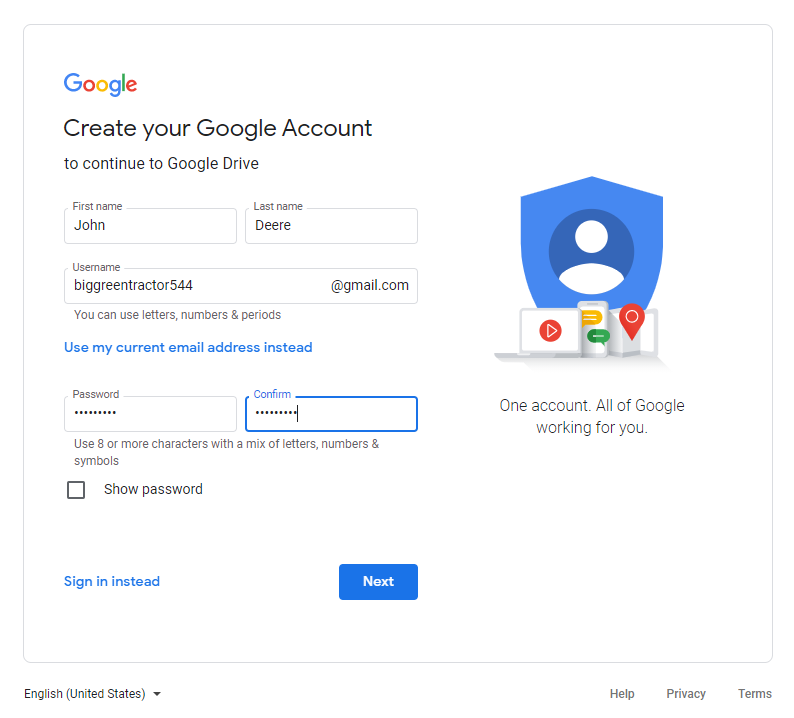 Google
Create your Google Account
to continue to Google Drive
First name
John
Last name
Deere
Username
biggreentractor544 @gmail.com
You can use letters, numbers & periods
Use my current email address instead
Password
•••••••••
Confirm
•••••••••
Use 8 or more characters with a mix of letters, numbers &
symbols
Show password
Sign in instead
Next
One account. All of Google
working for you.
English (United States)
Help Privacy Terms